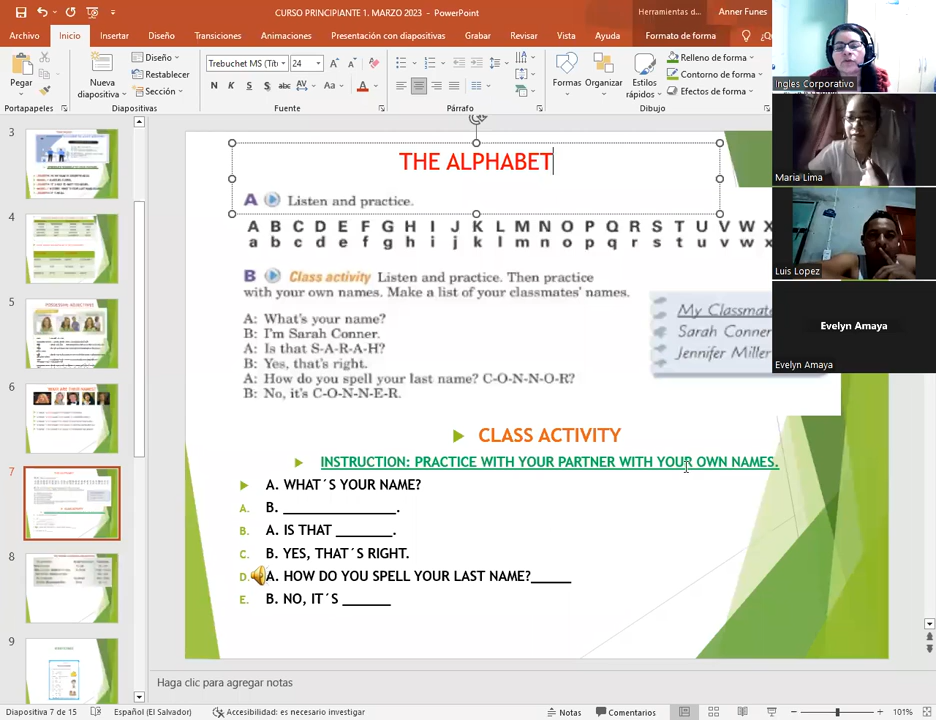 CURSO PRINCIPIANTE 1. MARZO 2023 - PowerPoint
Herramientas d...
Anner Funes
Archivo Inicio Insertar Diseño Transiciones Animaciones Presentación con diapositivas Grabar Revisar Vista Ayuda Formato de forma
Pegar
Portapapeles
Nueva diapositiva
Diseño
Restablecer
Sección
Diapositivas
Trebuchet MS (Tít 24
N K S abc AV Aa A
Fuente
Párrafo
Formas
Organizar
Estilos rápidos
Relleno de forma
Contorno de forma
Efectos de forma
Dibujo
Ingles Corporativo
Maria Lima
Luis Lopez
Evelyn Amaya
Evelyn Amaya
3
4
5
6
7
8
9
THE ALPHABET
A Listen and practice.
A B C D E F G H I J K L M N O P Q R S T U V W X
a b c d e f g h i j k l m n o p q r s t u v w x
B Class activity Listen and practice. Then practice
with your own names. Make a list of your classmates' names.
A: What's your name?
B: I'm Sarah Conner.
A: Is that S-A-R-A-H?
B: Yes, that's right.
A: How do you spell your last name? C-O-N-N-O-R?
B: No, it's C-O-N-N-E-R.
My Classmate
Sarah Conner
Jennifer Miller
CLASS ACTIVITY
INSTRUCTION: PRACTICE WITH YOUR PARTNER WITH YOUR OWN NAMES.
A. WHAT´S YOUR NAME?
A. B. ________________.
B. A. IS THAT ________.
C. B. YES, THAT´S RIGHT.
D. A. HOW DO YOU SPELL YOUR LAST NAME?_____
E. B. NO, IT´S ______
Haga clic para agregar notas
Diapositiva 7 de 15 Español (El Salvador) Accesibilidad: es necesario investigar Notas Comentarios 101%